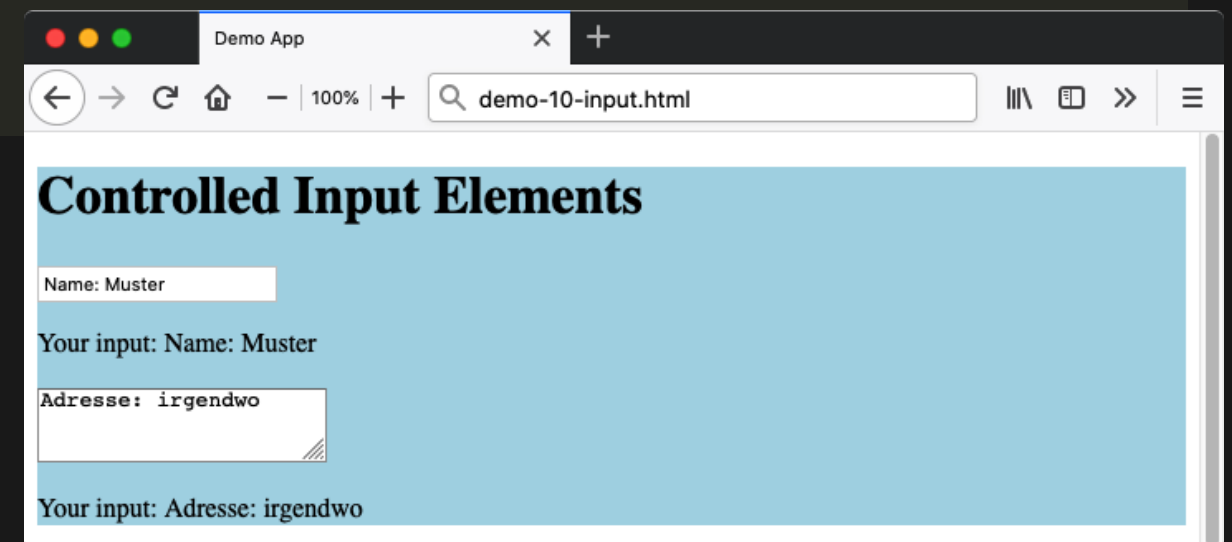 Demo App
100%
demo-10-input.html
Controlled Input Elements
Name: Muster
Your input: Name: Muster
Adresse: irgendwo
Your input: Adresse: irgendwo